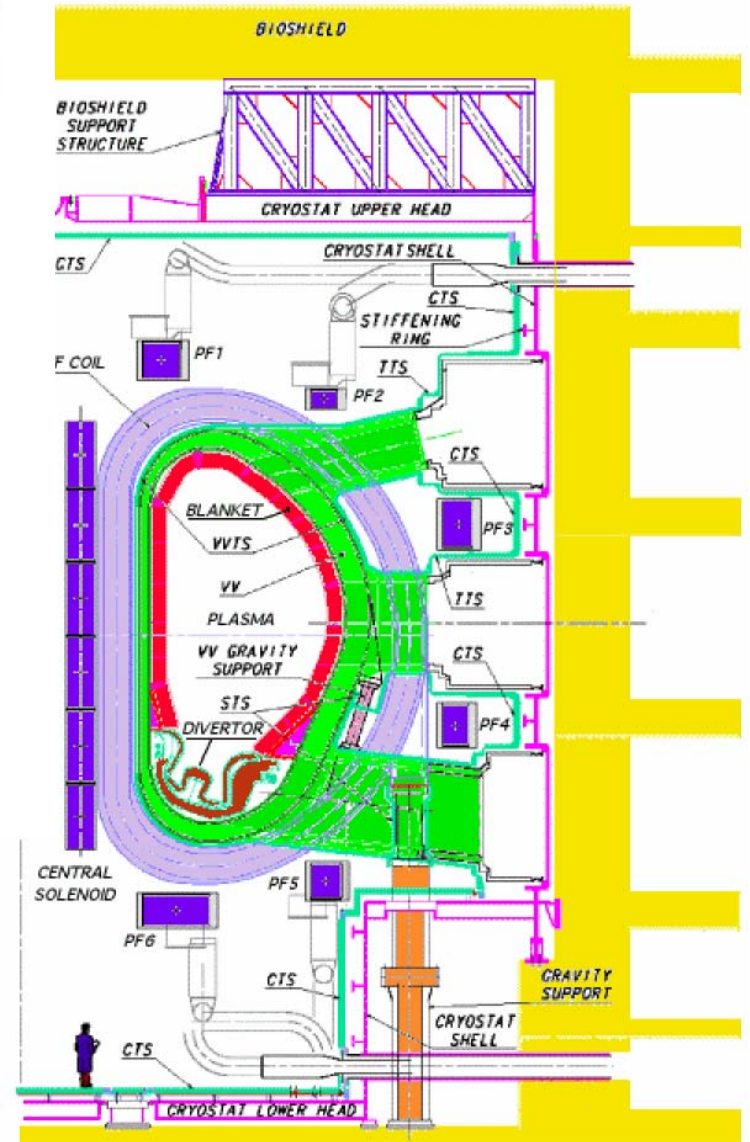 BIOSHIELD
BIOSHIELD
SUPPORT
STRUCTURE
CRYOSTAT UPPER HEAD
CRYOSTAT SHELL
CTS
CTS
STIFFENING
RING
PF1
F COIL
TTS
PF2
CTS
BLANKET
PF3
VVTS
VV
TTS
PLASMA
VV GRAVITY
SUPPORT
CTS
STS
PF4
DIVERTOR
CENTRAL
SOLENOID
PF5
PF6
CTS
GRAVITY
SUPPORT
CRYOSTAT
SHELL
CTS
CRYOSTAT LOWER HEAD